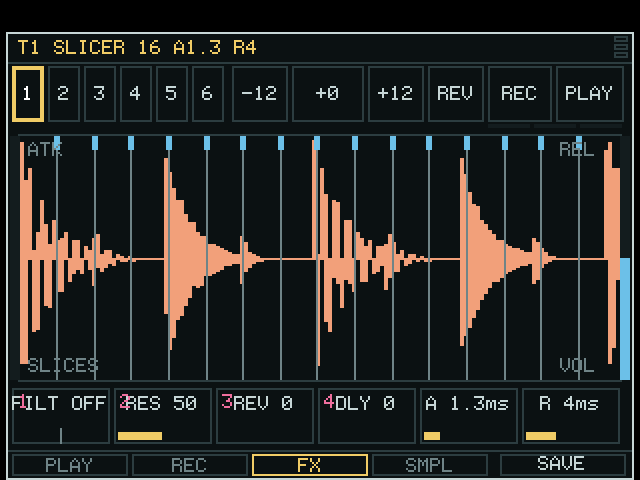 T1 SLICER 16 A1.3 R4
1 2 3 4 5 6 -12 +0 +12 REV REC PLAY
ATK REL
SLICES VOL
1FILT OFF 2RES 50 3REV 0 4DLY 0 A 1.3ms R 4ms
PLAY REC FX SMPL SAVE